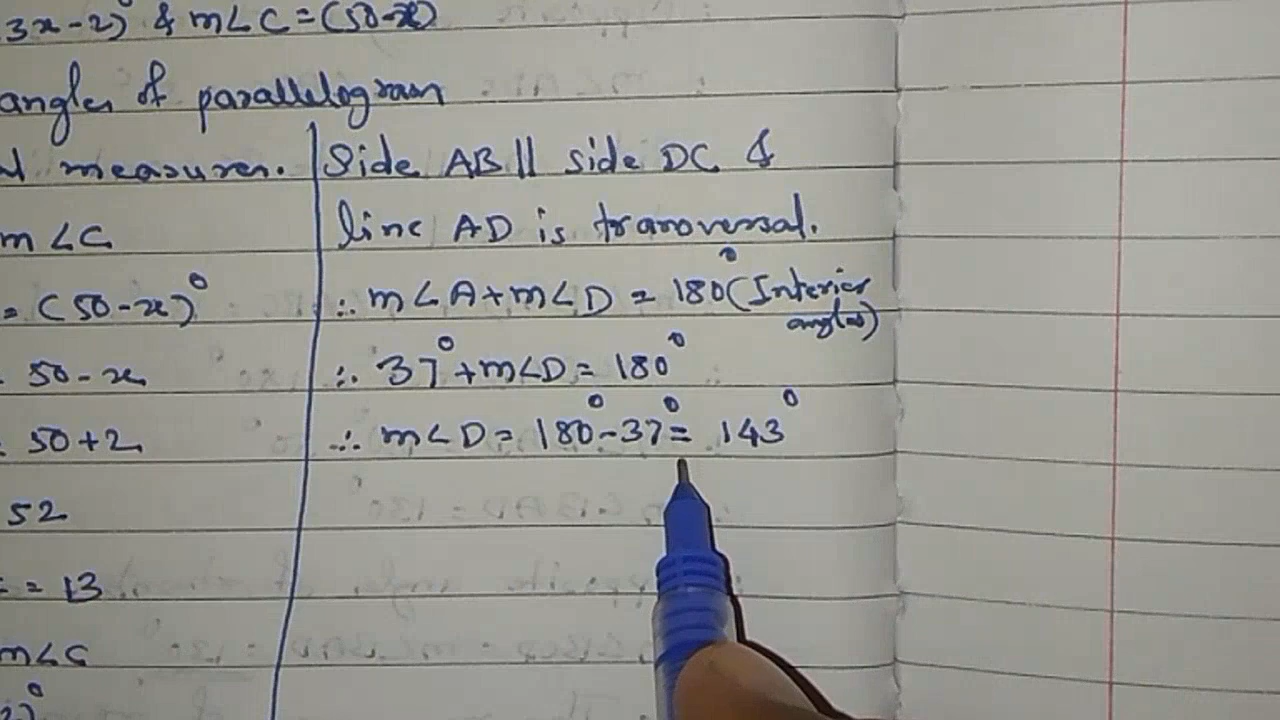 3x-2)° & m∠C=(50-x)
angles of parallelogram
measures.
m∠C
= (50-x)°
50-x
50+2
52
= 13
m∠C
Side AB || side DC &
line AD is transversal.
∴ m∠A+m∠D = 180° (Interior
angles)
∴ 37°+m∠D = 180°
∴ m∠D = 180°-37° = 143°